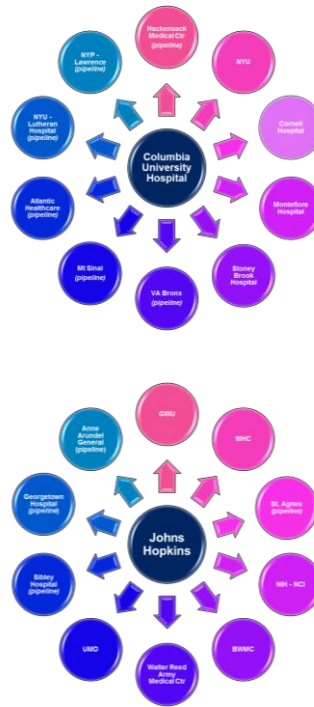 Hackensack
Medical Ctr
(pipeline)
NYU
Cornell
Hospital
Montefiore
Hospital
Stoney
Brook
Hospital
VA Bronx
(pipeline)
Mt Sinai
(pipeline)
Atlantic
Healthcare
(pipeline)
NYU -
Lutheran
Hospital
(pipeline)
NYP -
Lawrence
(pipeline)
Columbia
University
Hospital
GWU
WHC
St. Agnes
(pipeline)
NIH - NCI
BWMC
Walter Reed
Army
Medical Ctr
UMD
Sibley
Hospital
(pipeline)
Georgetown
Hospital
(pipeline)
Anne
Arundel
General
(pipeline)
Johns
Hopkins